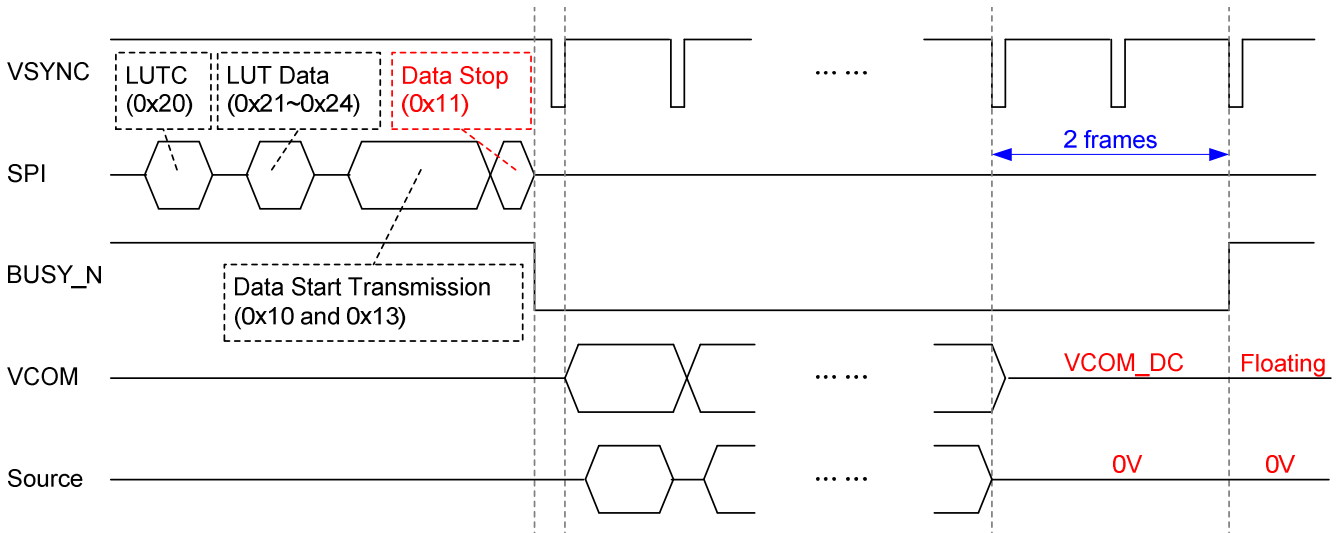 VSYNC
LUTC
(0x20)
LUT Data
(0x21~0x24)
Data Stop
(0x11)
... ...
2 frames
SPI
BUSY_N
Data Start Transmission
(0x10 and 0x13)
VCOM
... ...
VCOM_DC
Floating
Source
... ...
0V
0V